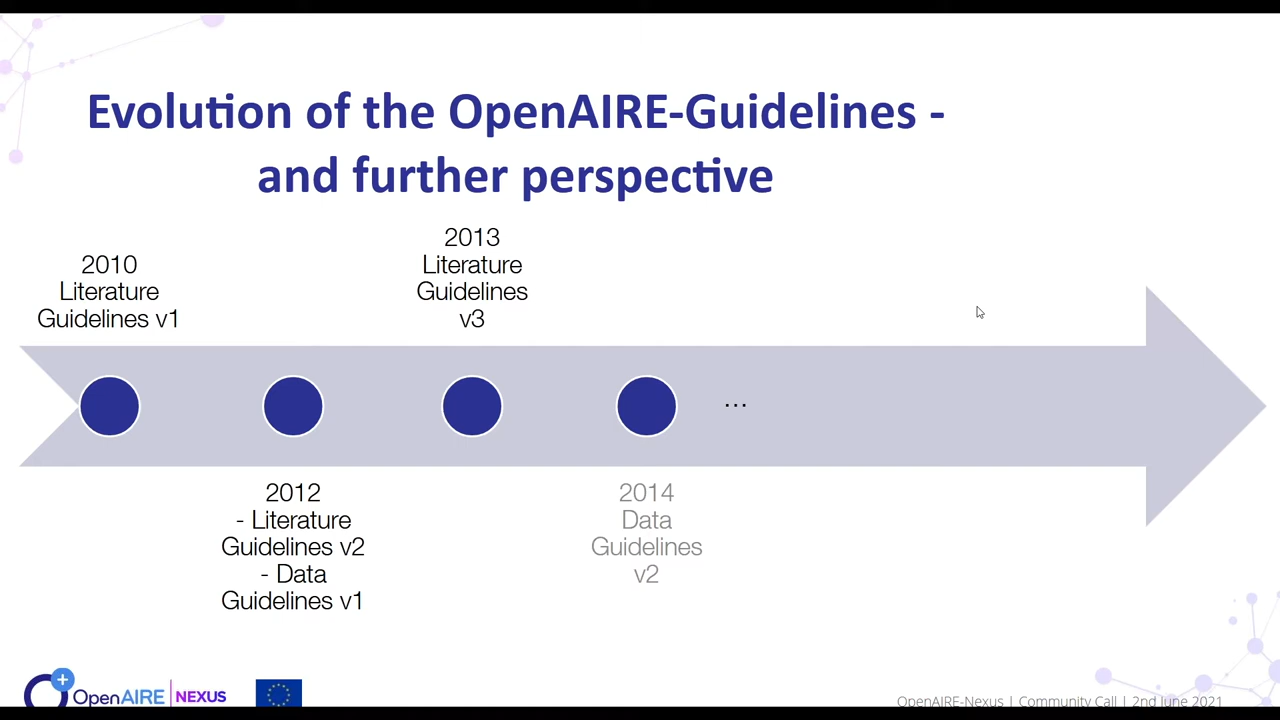 Evolution of the OpenAIRE-Guidelines -
and further perspective
2010
Literature
Guidelines v1
2013
Literature
Guidelines
v3
...
2012
- Literature
Guidelines v2
- Data
Guidelines v1
2014
Data
Guidelines
v2
OpenAIRE | NEXUS
OpenAIRE-Nexus | Community Call | 2nd June 2021